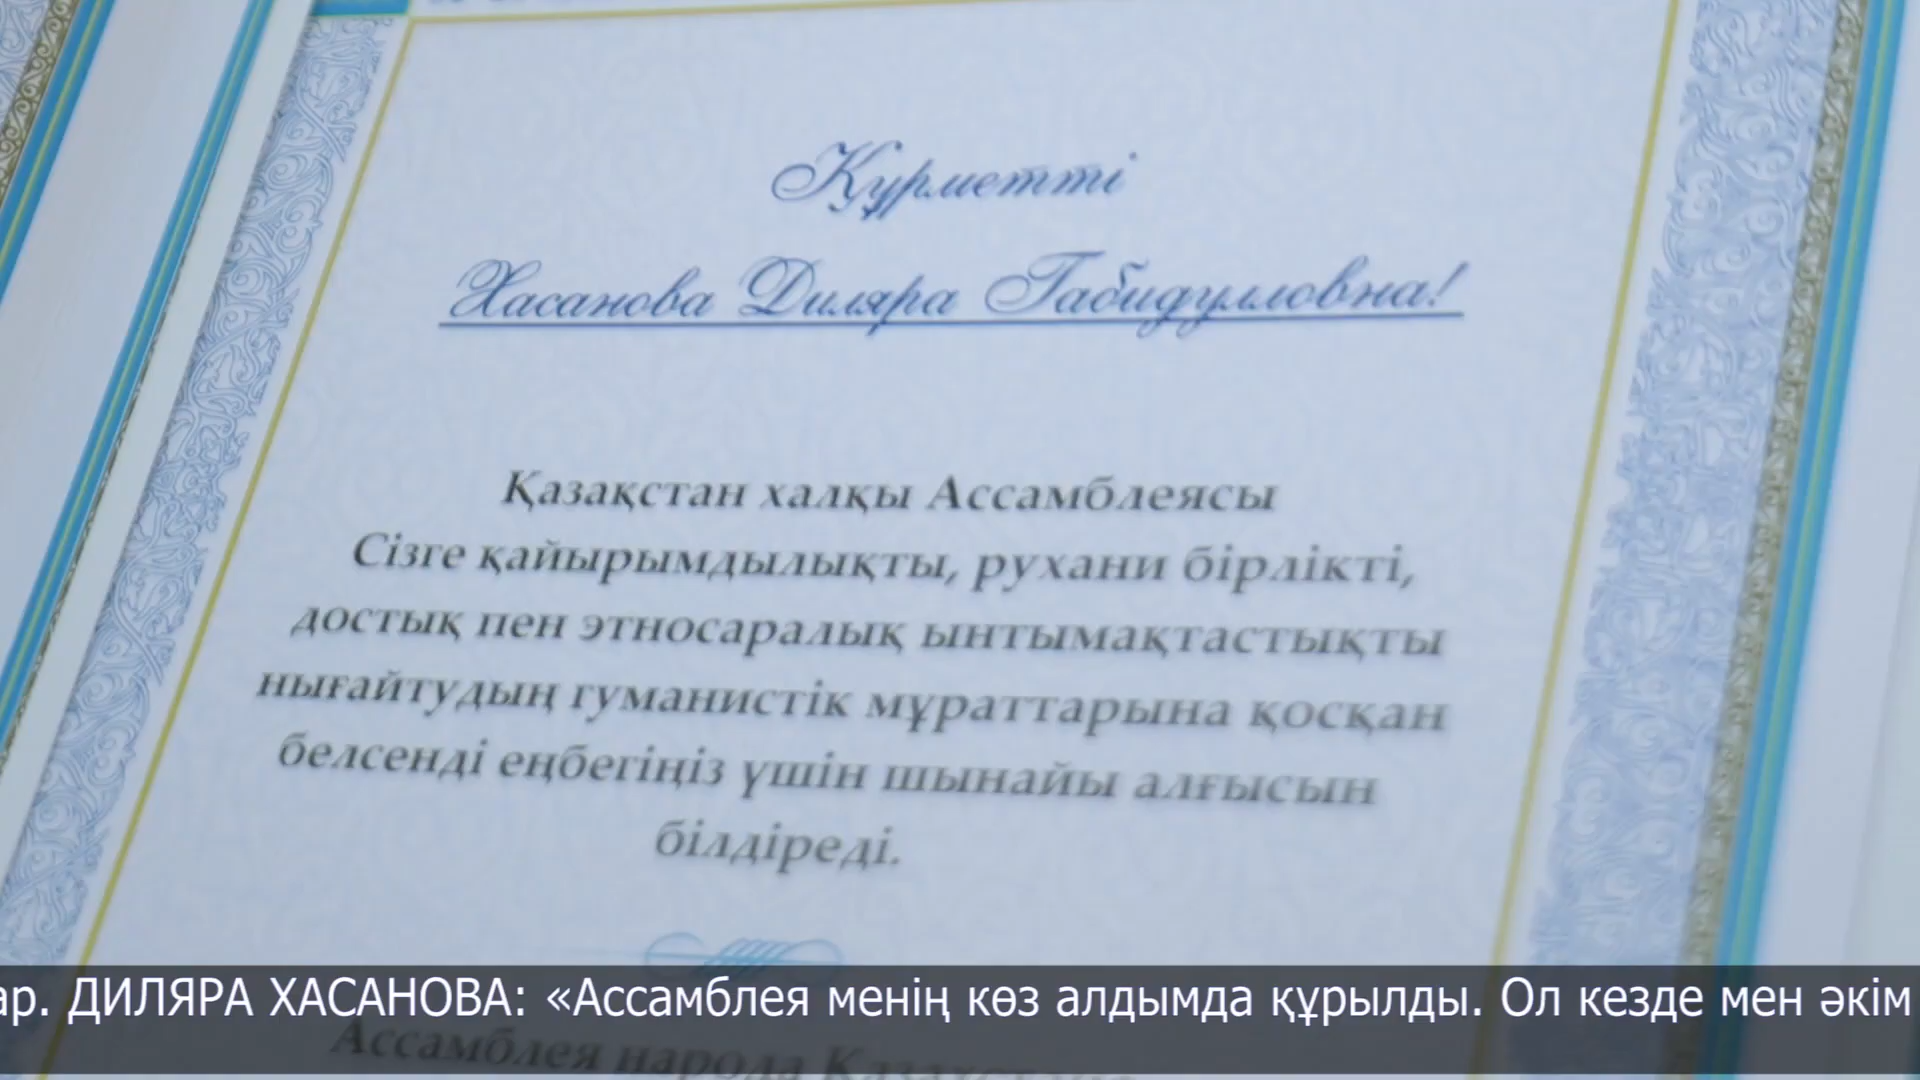 Құрметті
Хасанова Диляра Габидулловна!
Қазақстан халқы Ассамблеясы
Сізге қайырымдылықты, рухани бірлікті,
достық пен этносаралық ынтымақтастықты
нығайтудың гуманистік мұраттарына қосқан
белсенді еңбегіңіз үшін шынайы алғысын
білдіреді.
ар. ДИЛЯРА ХАСАНОВА: «Ассамблея менің көз алдымда құрылды. Ол кезде мен әкім
Ассамблея народа Казахстана